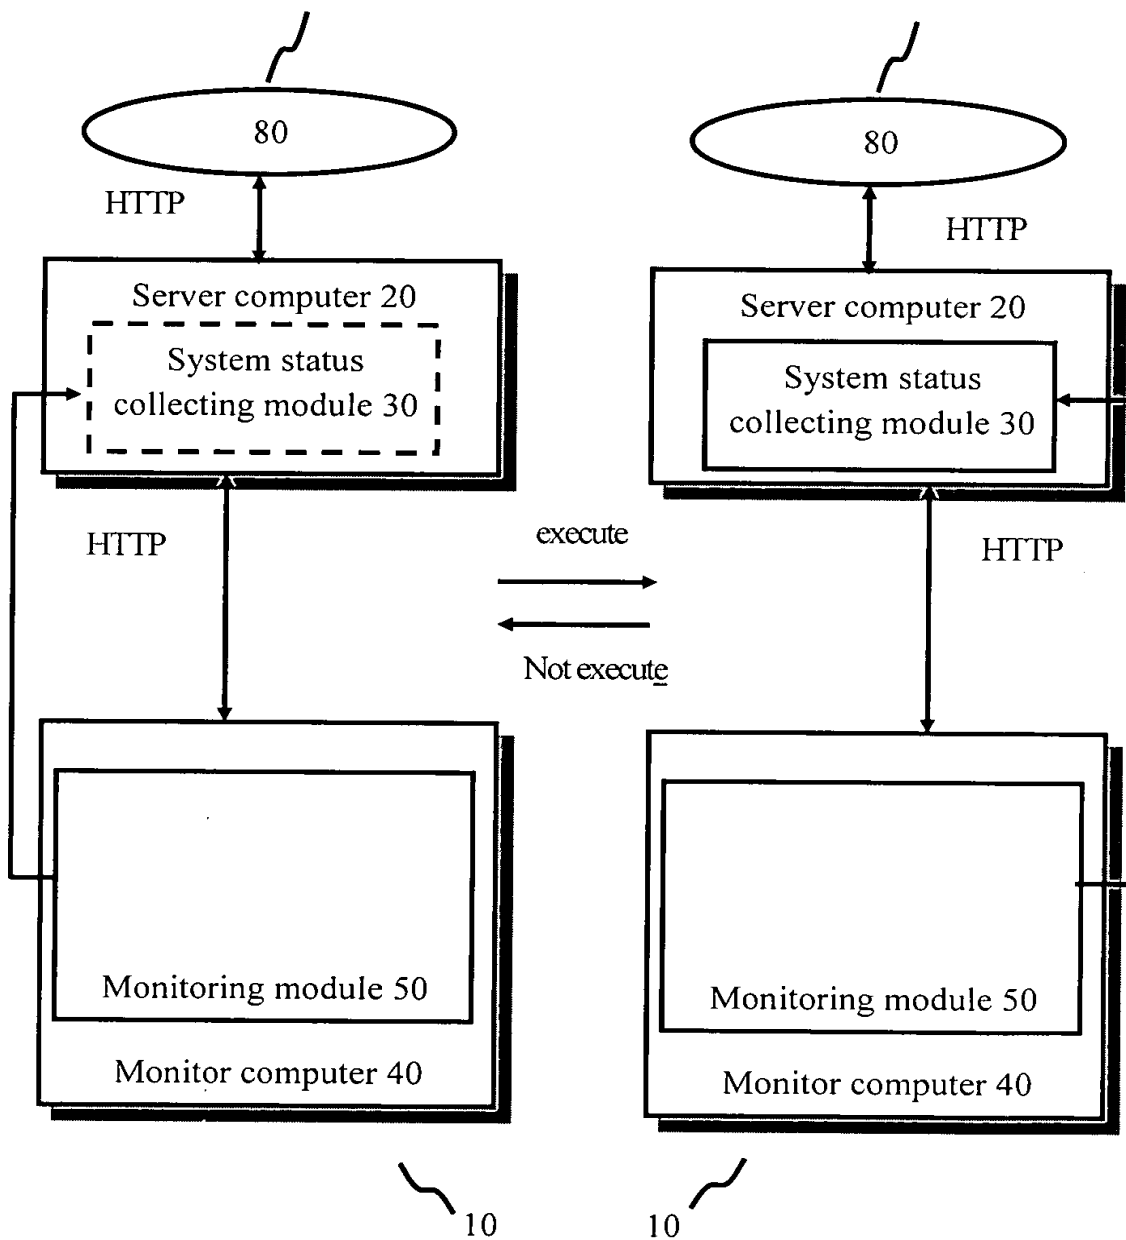 80
HTTP
Server computer 20
System status
collecting module 30
HTTP
Monitoring module 50
Monitor computer 40
10
execute
Not execute
80
HTTP
Server computer 20
System status
collecting module 30
HTTP
Monitoring module 50
Monitor computer 40
10